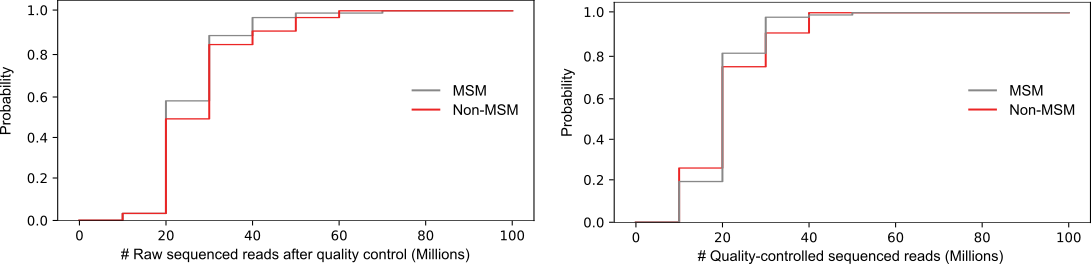 1.0
0.8
0.6
0.4
0.2
0.0
Probability
MSM
Non-MSM
0 20 40 60 80 100
# Raw sequenced reads after quality control (Millions)
1.0
0.8
0.6
0.4
0.2
0.0
Probability
MSM
Non-MSM
0 20 40 60 80 100
# Quality-controlled sequenced reads (Millions)